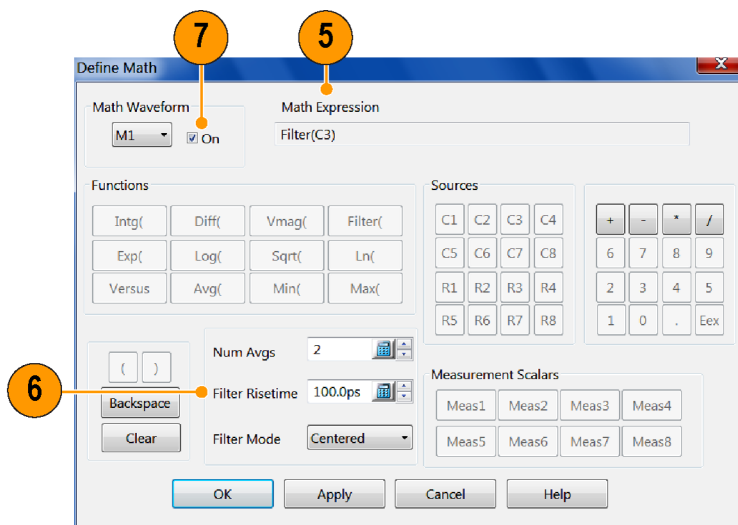 7
5
Define Math
X
Math Waveform
Math Expression
M1
On
Filter(C3)
Functions
Sources
Intg( Diff( Vmag( Filter(
C1 C2 C3 C4
+ - * /
Exp( Log( Sqrt( Ln(
C5 C6 C7 C8
6 7 8 9
Versus Avg( Min( Max(
R1 R2 R3 R4
2 3 4 5
R5 R6 R7 R8
1 0 . Eex
( )
Num Avgs 2
6
Backspace
Filter Risetime 100.0ps
Measurement Scalars
Meas1 Meas2 Meas3 Meas4
Clear
Filter Mode Centered
Meas5 Meas6 Meas7 Meas8
OK Apply Cancel Help